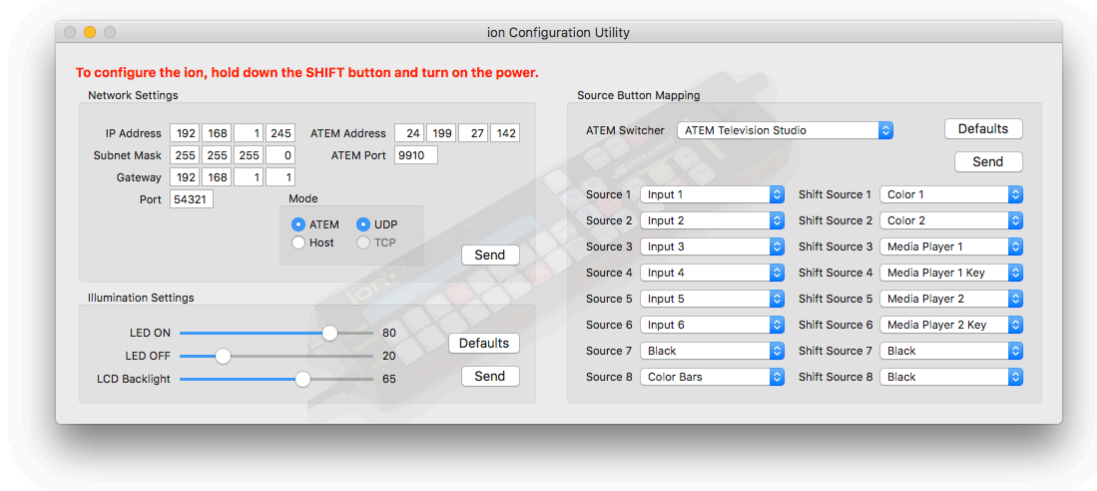 ion Configuration Utility
To configure the ion, hold down the SHIFT button and turn on the power.
Network Settings
IP Address 192 168 1 245 ATEM Address 24 199 27 142
Subnet Mask 255 255 255 0 ATEM Port 9910
Gateway 192 168 1 1
Port 54321 Mode
ATEM UDP
Host TCP
Send
Illumination Settings
LED ON 80
LED OFF 20
Defaults
LCD Backlight 65
Send
Source Button Mapping
ATEM Switcher ATEM Television Studio Defaults
Send
Source 1 Input 1 Shift Source 1 Color 1
Source 2 Input 2 Shift Source 2 Color 2
Source 3 Input 3 Shift Source 3 Media Player 1
Source 4 Input 4 Shift Source 4 Media Player 1 Key
Source 5 Input 5 Shift Source 5 Media Player 2
Source 6 Input 6 Shift Source 6 Media Player 2 Key
Source 7 Black Shift Source 7 Black
Source 8 Color Bars Shift Source 8 Black